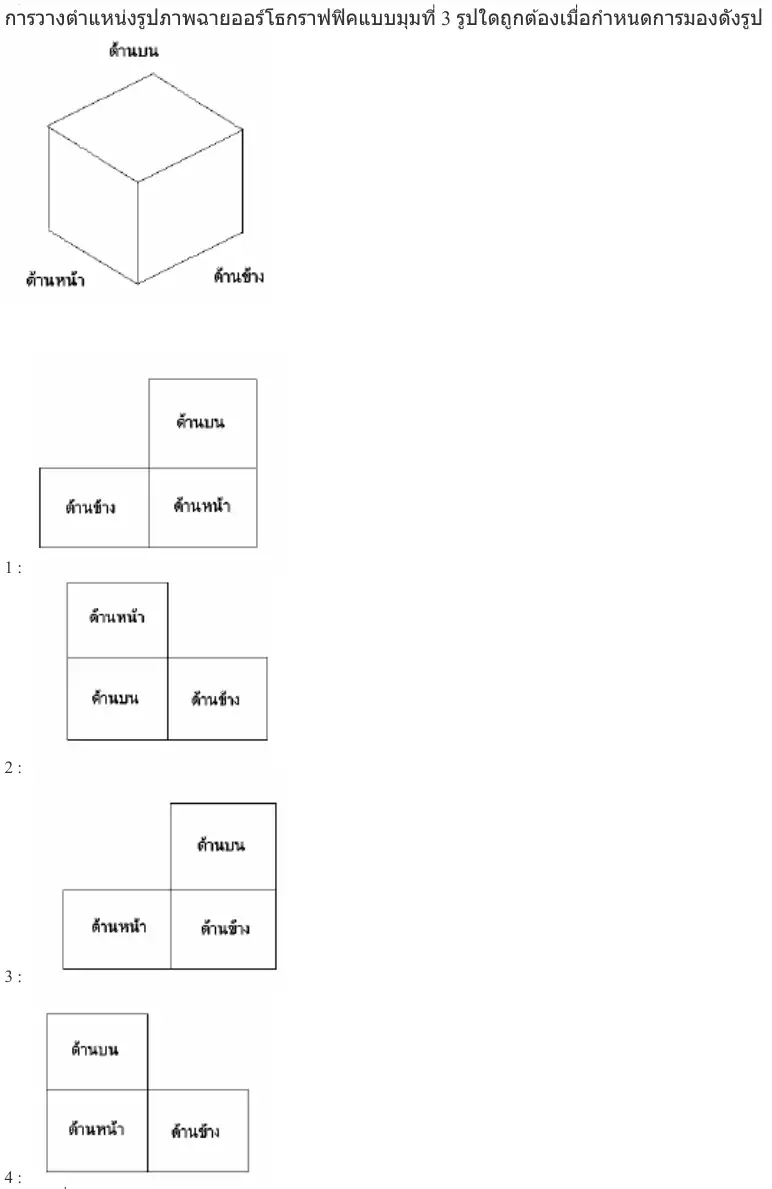 การวางตำแหน่งรูปภาพฉายออร์โธกราฟฟิคแบบมุมที่ 3 รูปใดถูกต้องเมื่อกำหนดการมองดังรูป
ด้านบน
ด้านหน้า ด้านข้าง
ด้านบน
ด้านข้าง ด้านหน้า
1 :
ด้านหน้า
ด้านบน ด้านข้าง
2 :
ด้านบน
ด้านหน้า ด้านข้าง
3 :
ด้านบน
ด้านหน้า ด้านข้าง
4 :